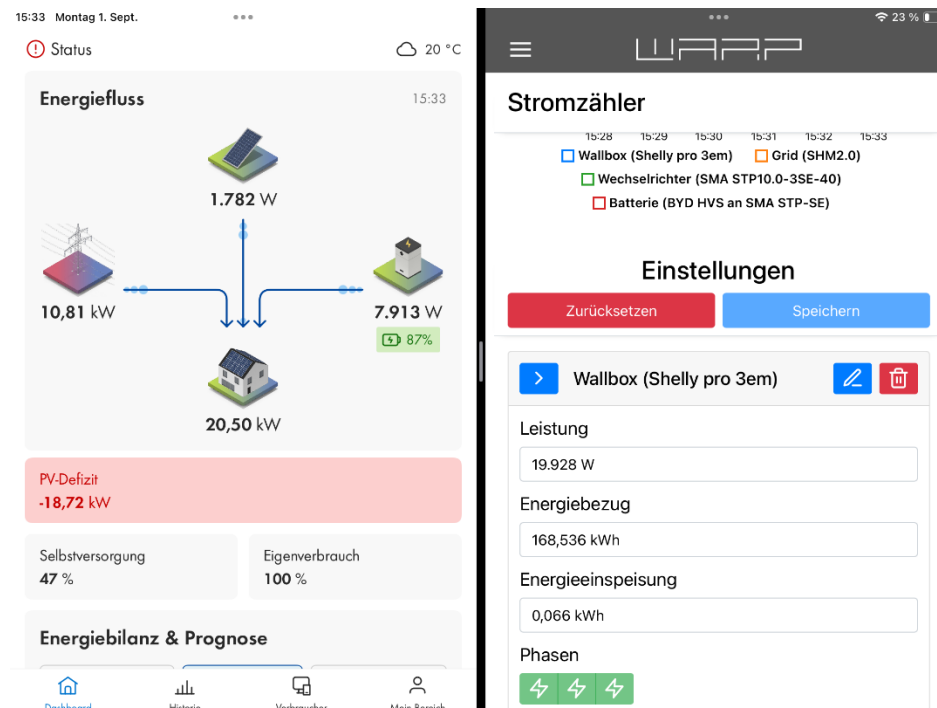 15:33 Montag 1. Sept.
Status
20 °C
Energiefluss
15:33
1.782 W
10,81 kW
7.913 W
87%
20,50 kW
PV-Defizit
-18,72 kW
Selbstversorgung
47 %
Eigenverbrauch
100 %
Energiebilanz & Prognose
Dashboard
Historie
Verbraucher
Mein Bereich
23 %
WARP
Stromzähler
15:28 15:29 15:30 15:31 15:32 15:33
Wallbox (Shelly pro 3em) Grid (SHM2.0)
Wechselrichter (SMA STP10.0-3SE-40)
Batterie (BYD HVS an SMA STP-SE)
Einstellungen
Zurücksetzen
Speichern
Wallbox (Shelly pro 3em)
Leistung
19.928 W
Energiebezug
168,536 kWh
Energieeinspeisung
0,066 kWh
Phasen